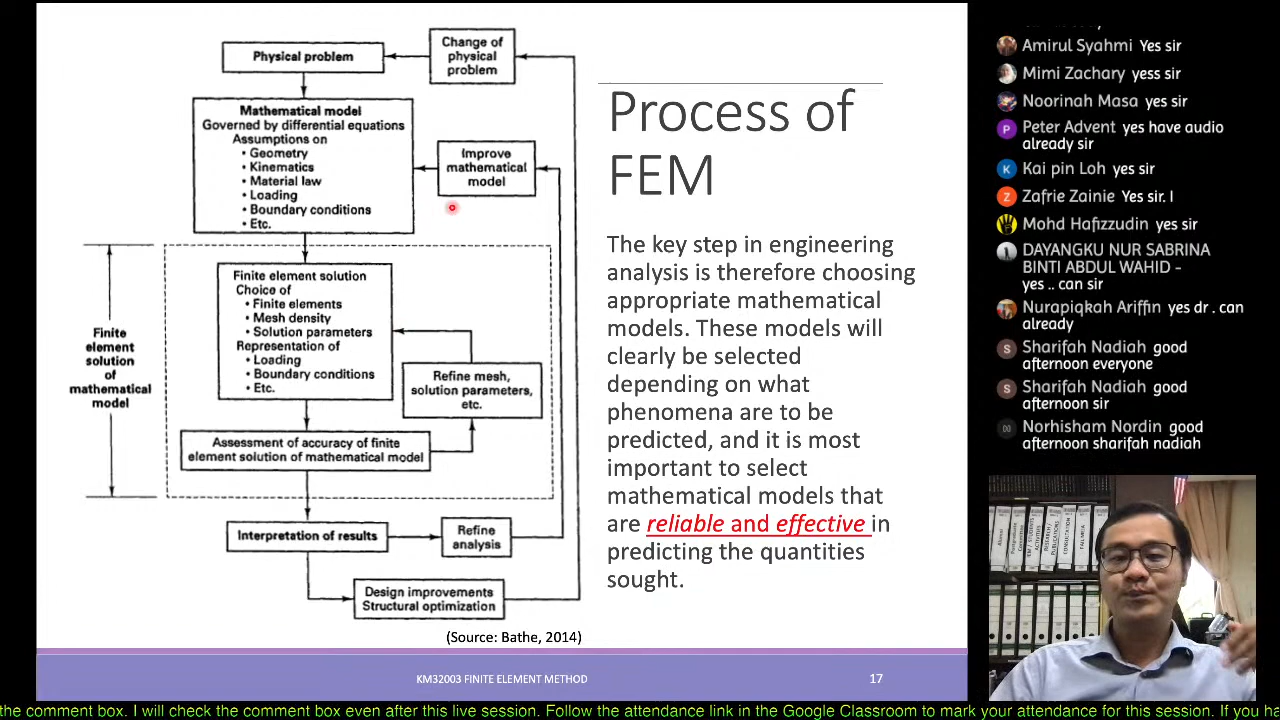 Physical problem
Change of
physical
problem
Mathematical model
Governed by differential equations
Assumptions on
• Geometry
• Kinematics
• Material law
• Loading
• Boundary conditions
• Etc.
Improve
mathematical
model
Finite
element
solution
of
mathematical
model
Finite element solution
Choice of
• Finite elements
• Mesh density
• Solution parameters
Representation of
• Loading
• Boundary conditions
• Etc.
Refine mesh,
solution parameters,
etc.
Assessment of accuracy of finite
element solution of mathematical model
Interpretation of results
Refine
analysis
Design improvements
Structural optimization
(Source: Bathe, 2014)
Process of
FEM
The key step in engineering
analysis is therefore choosing
appropriate mathematical
models. These models will
clearly be selected
depending on what
phenomena are to be
predicted, and it is most
important to select
mathematical models that
are reliable and effective in
predicting the quantities
sought.
KM32003 FINITE ELEMENT METHOD
17
Amirul Syahmi Yes sir
Mimi Zachary yess sir
Noorinah Masa yes sir
P
Peter Advent yes have audio
already sir
K
Kai pin Loh yes sir
Z
Zafrie Zainie Yes sir. I
Mohd Hafizzudin yes sir
DAYANGKU NUR SABRINA
BINTI ABDUL WAHID -
yes .. can sir
Nurapiqkah Ariffin yes dr . can
already
S
Sharifah Nadiah good
afternoon everyone
S
Sharifah Nadiah good
afternoon sir
Norhisham Nordin good
afternoon sharifah nadiah
the comment box. I will check the comment box even after this live session. Follow the attendance link in the Google Classroom to mark your attendance for this session. If you ha